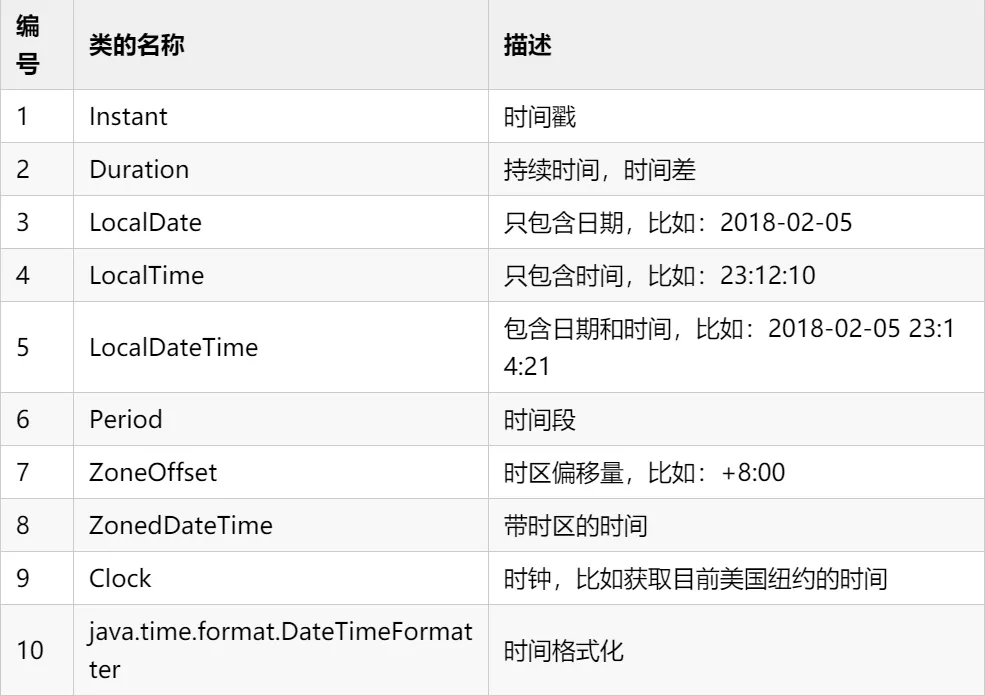 编
号
类的名称
描述
1
Instant
时间戳
2
Duration
持续时间，时间差
3
LocalDate
只包含日期，比如：2018-02-05
4
LocalTime
只包含时间，比如：23:12:10
5
LocalDateTime
包含日期和时间，比如：2018-02-05 23:1
4:21
6
Period
时间段
7
ZoneOffset
时区偏移量，比如：+8:00
8
ZonedDateTime
带时区的时间
9
Clock
时钟，比如获取目前美国纽约的时间
10
java.time.format.DateTimeFormat
ter
时间格式化